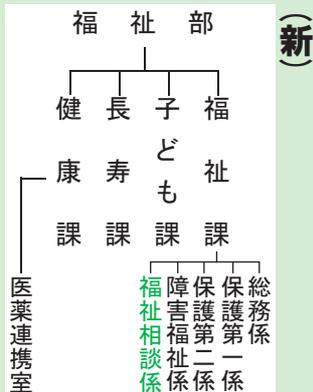 (新)
福祉部
福祉課
子ども課
長寿課
健康課
総務係
保護第一係
保護第二係
障害福祉係
福祉相談係
医薬連携室